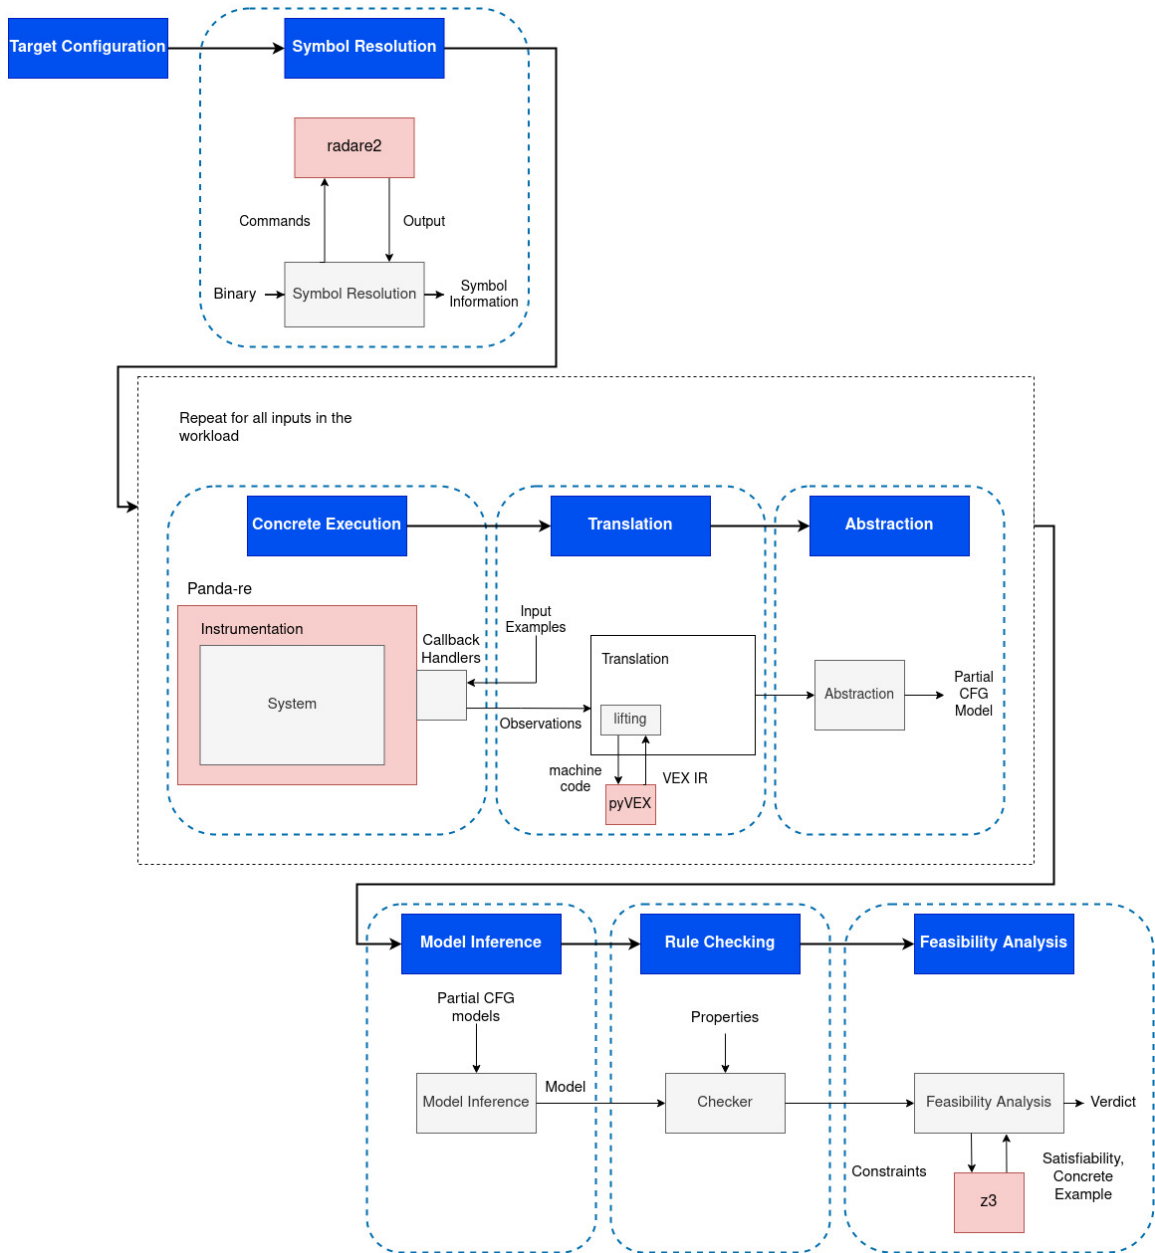 Target Configuration
Symbol Resolution
radare2
Commands
Output
Binary
Symbol Resolution
Symbol
Information
Repeat for all inputs in the
workload
Concrete Execution
Translation
Abstraction
Panda-re
Instrumentation
System
Callback
Handlers
Input
Examples
Observations
Translation
lifting
machine
code
VEX IR
pyVEX
Abstraction
Partial
CFG
Model
Model Inference
Rule Checking
Feasibility Analysis
Partial CFG
models
Properties
Model Inference
Model
Checker
Feasibility Analysis
Verdict
Constraints
Satisfiability,
Concrete
Example
z3